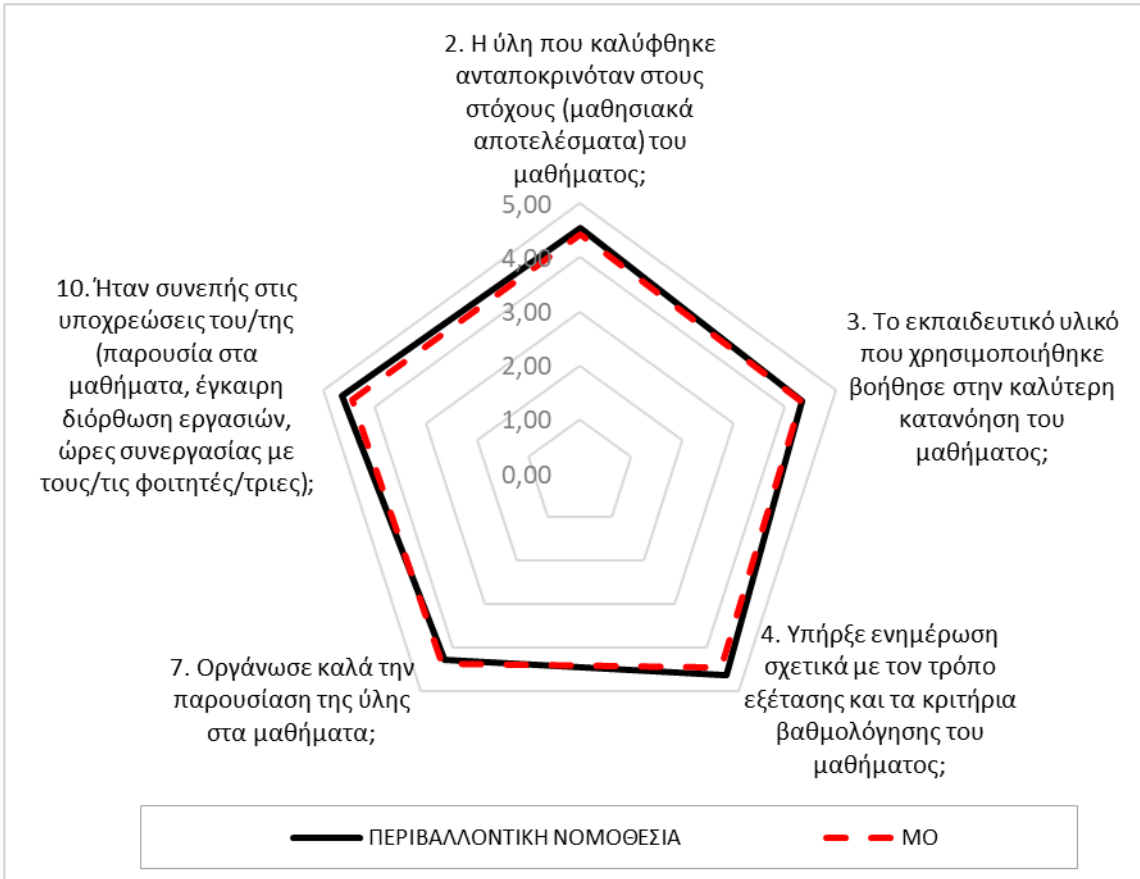 2. Η ύλη που καλύφθηκε
ανταποκρινόταν στους
στόχους (μαθησιακά
αποτελέσματα) του
μαθήματος;
5,00
4,00
3,00
2,00
1,00
0,00
3. Το εκπαιδευτικό υλικό
που χρησιμοποιήθηκε
βοήθησε στην καλύτερη
κατανόηση του
μαθήματος;
4. Υπήρξε ενημέρωση
σχετικά με τον τρόπο
εξέτασης και τα κριτήρια
βαθμολόγησης του
μαθήματος;
7. Οργάνωσε καλά την
παρουσίαση της ύλης
στα μαθήματα;
10. Ήταν συνεπής στις
υποχρεώσεις του/της
(παρουσία στα
μαθήματα, έγκαιρη
διόρθωση εργασιών,
ώρες συνεργασίας με
τους/τις φοιτητές/τριες);
ΠΕΡΙΒΑΛΛΟΝΤΙΚΗ ΝΟΜΟΘΕΣΙΑ
ΜΟ